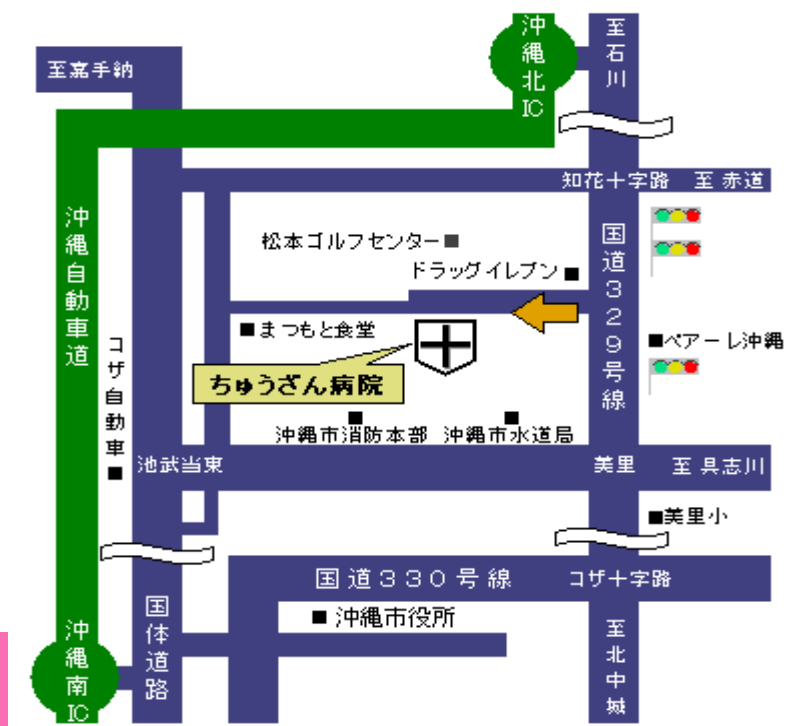 沖縄北IC
至石川
至嘉手納
知花十字路 至 赤道
沖縄自動車道
松本ゴルフセンター■
ドラッグイレブン■
国道329号線
■まつもと食堂
■ペアーレ沖縄
コザ自動車■
ちゅうざん病院
沖縄市消防本部
沖縄市水道局
池武当東
美里
至 具志川
■美里小
国道330号線
コザ十字路
国体道路
■沖縄市役所
至北中城
沖縄南IC